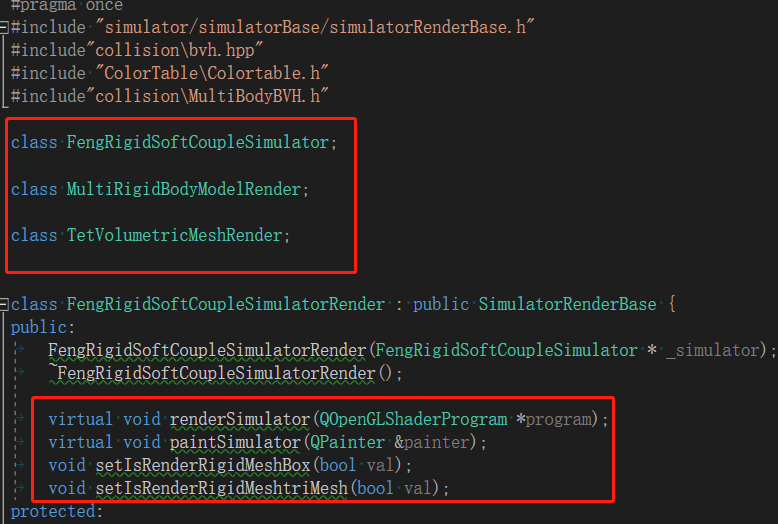 #pragma once
#include "simulator/simulatorBase/simulatorRenderBase.h"
#include"collision\bvh.hpp"
#include "ColorTable\Colortable.h"
#include"collision\MultiBodyBVH.h"
class FengRigidSoftCoupleSimulator;
class MultiRigidBodyModelRender;
class TetVolumetricMeshRender;
class FengRigidSoftCoupleSimulatorRender : public SimulatorRenderBase {
public:
FengRigidSoftCoupleSimulatorRender(FengRigidSoftCoupleSimulator * _simulator);
~FengRigidSoftCoupleSimulatorRender();
virtual void renderSimulator(QOpenGLShaderProgram *program);
virtual void paintSimulator(QPainter &painter);
void setIsRenderRigidMeshBox(bool val);
void setIsRenderRigidMeshtriMesh(bool val);
protected: